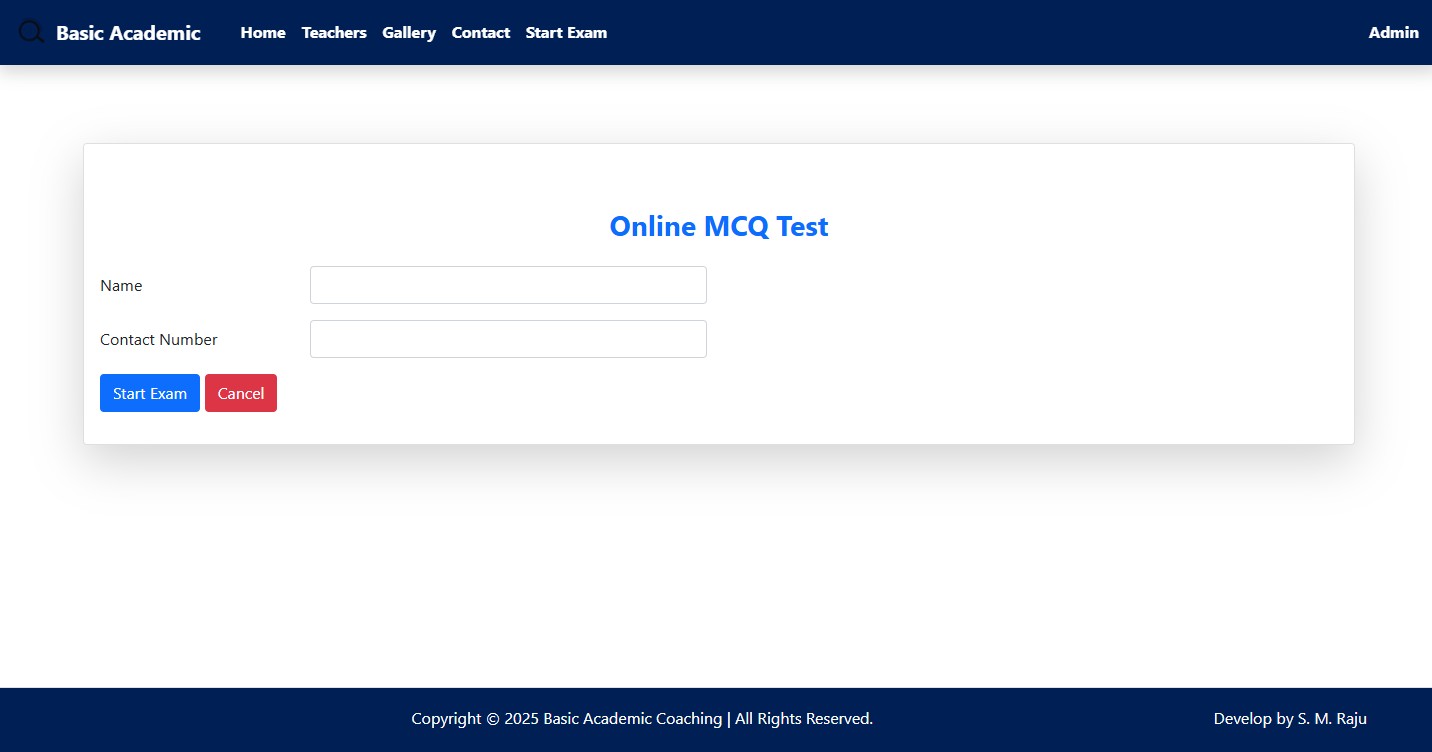 Basic Academic Home Teachers Gallery Contact Start Exam Admin
Online MCQ Test
Name
Contact Number
Start Exam Cancel
Copyright © 2025 Basic Academic Coaching | All Rights Reserved. Develop by S. M. Raju